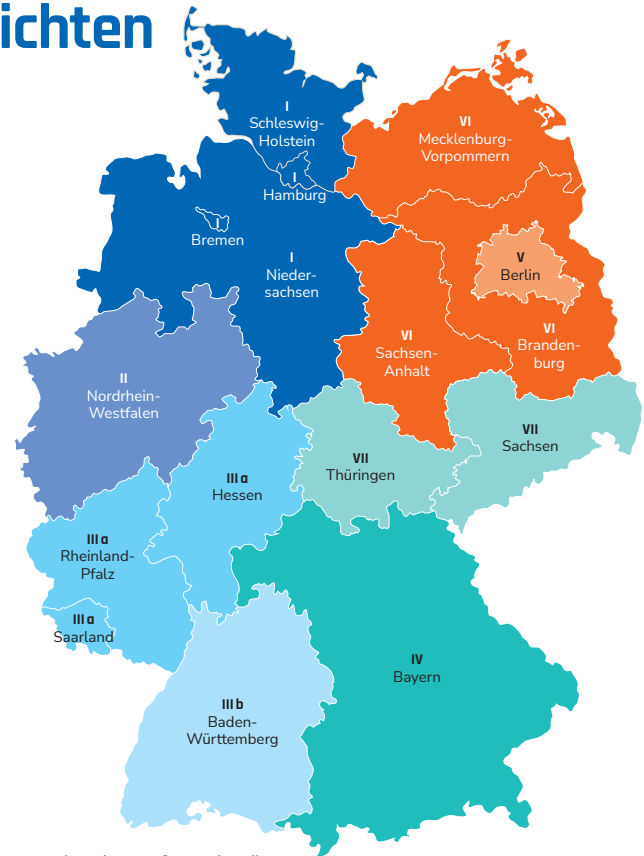 ichten
I
Schleswig-
Holstein
VI
Mecklenburg-
Vorpommern
I
Hamburg
I
Bremen
I
Nieder-
sachsen
V
Berlin
VI
Sachsen-
Anhalt
VI
Branden-
burg
II
Nordrhein-
Westfalen
VII
Sachsen
VII
Thüringen
III a
Hessen
III a
Rheinland-
Pfalz
III a
Saarland
IV
Bayern
III b
Baden-
Württemberg